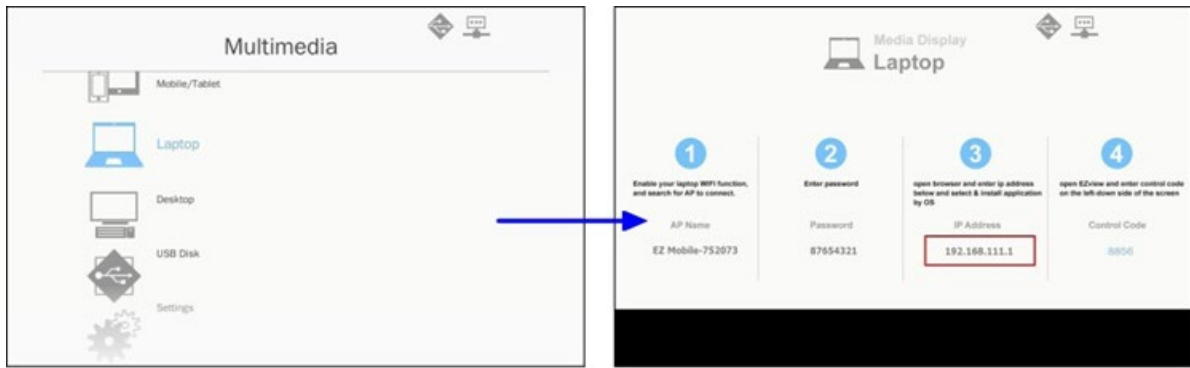 Multimedia
Mobile/Tablet
Laptop
Desktop
USB Disk
Settings
Media Display
Laptop
1
Enable your laptop WIFI function,
and search for AP to connect.
AP Name
EZ Mobile-752073
2
Enter password
Password
87654321
3
open browser and enter ip address
below and select & install application
by OS
IP Address
192.168.111.1
4
open EZview and enter control code
on the left-down side of the screen
Control Code
8856